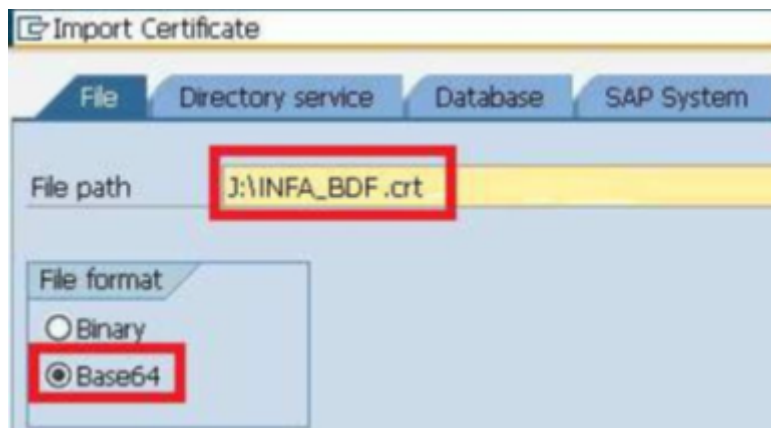 Import Certificate
File Directory service Database SAP System
File path J:\INFA_BDF.crt
File format
Binary
Base64